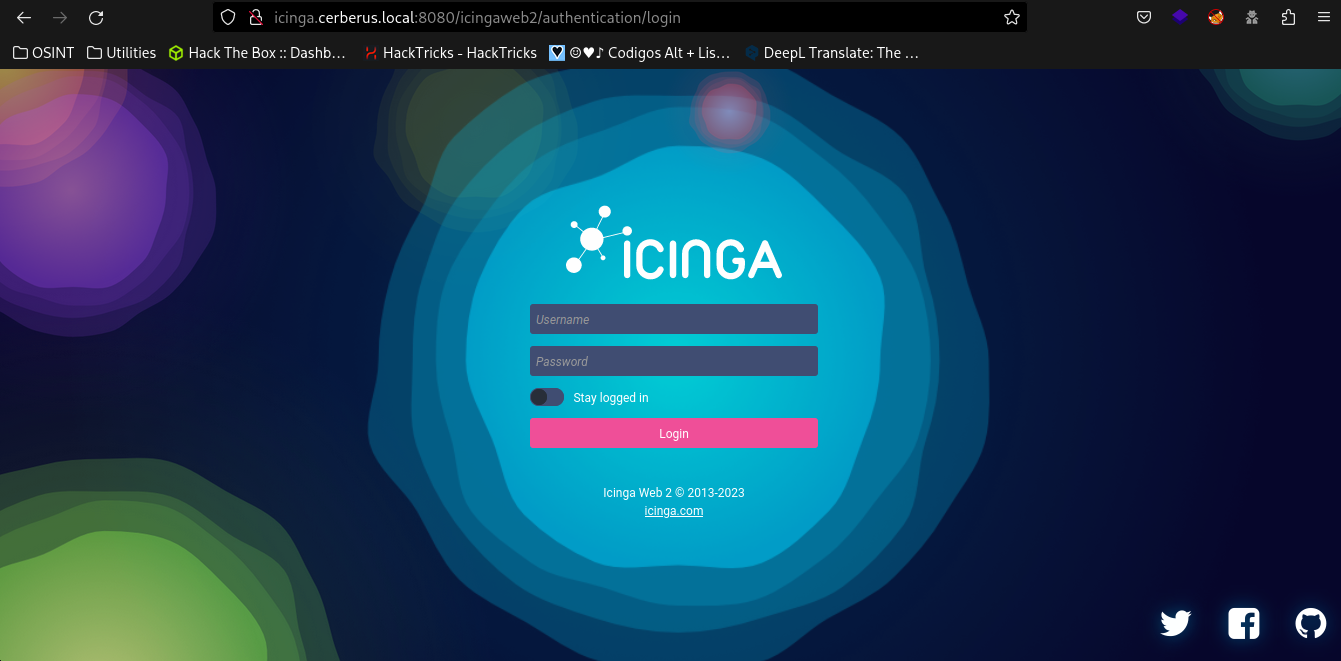 icinga.cerberus.local:8080/icingaweb2/authentication/login
OSINT Utilities Hack The Box :: Dashb… HackTricks - HackTricks ☺♥♪ Codigos Alt + Lis… DeepL Translate: The …
ICINGA
Username
Password
Stay logged in
Login
Icinga Web 2 © 2013-2023
icinga.com